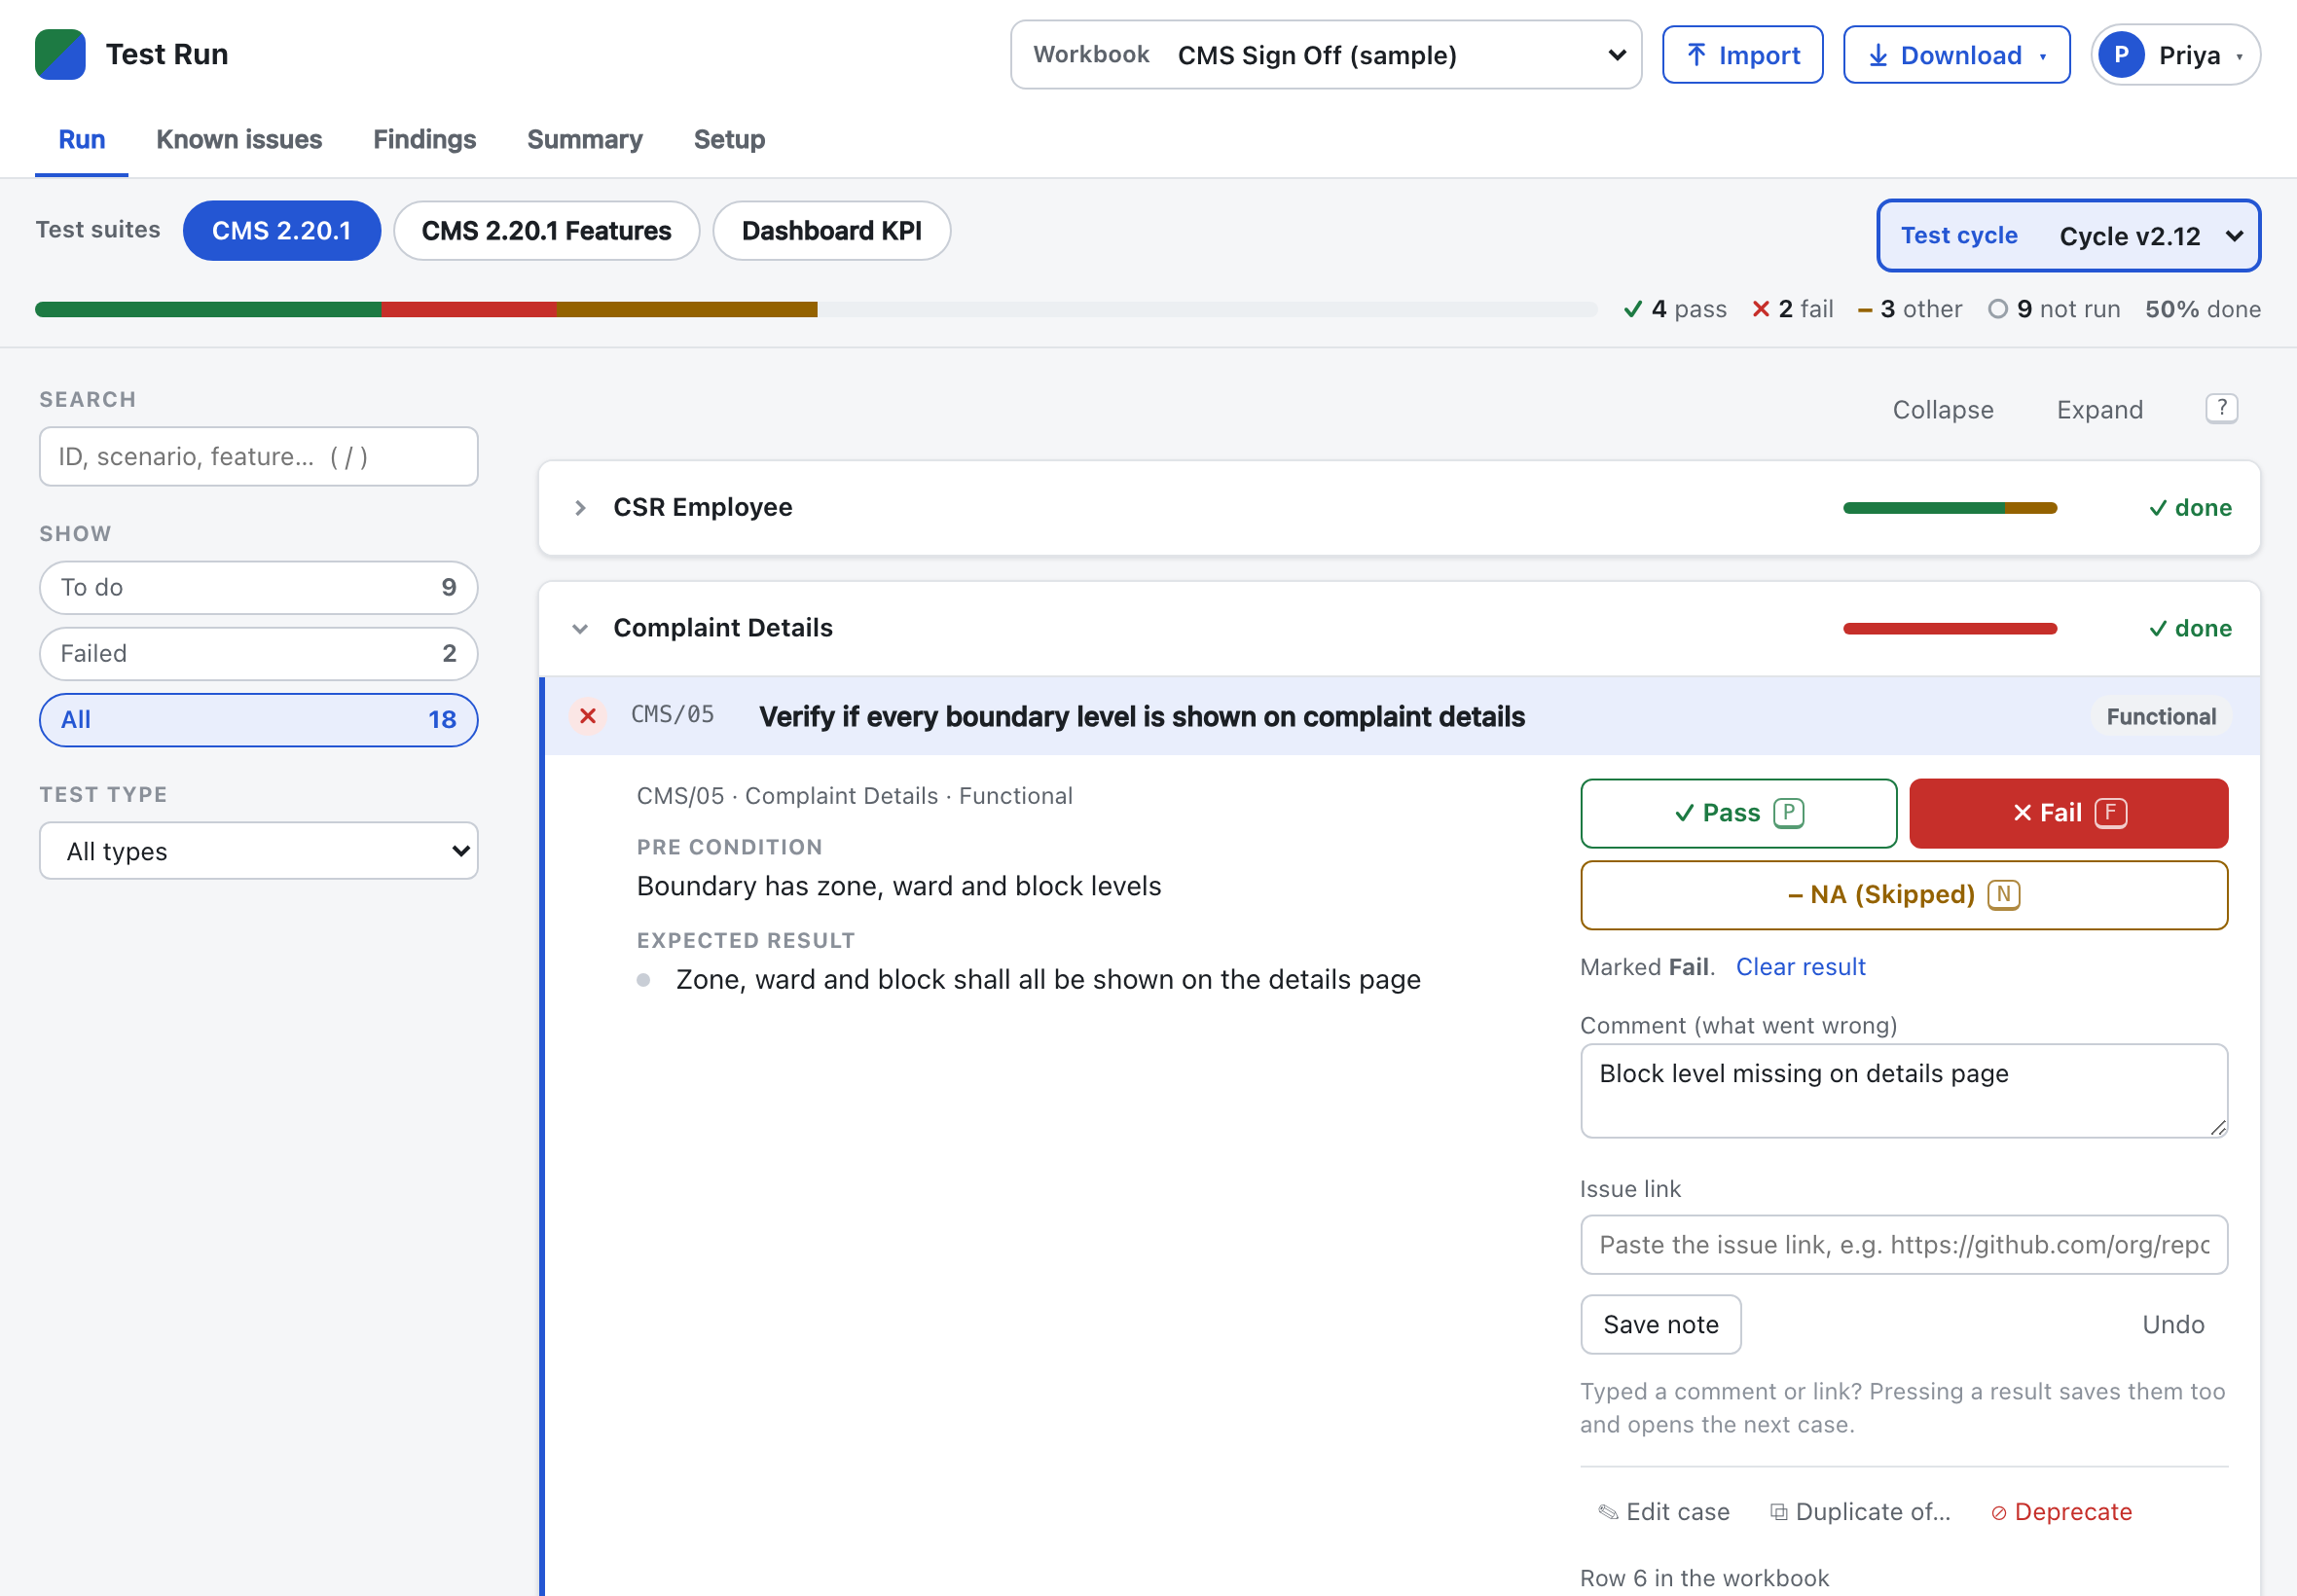 Test Run
Workbook CMS Sign Off (sample)
Import
Download
P Priya
Run Known issues Findings Summary Setup
Test suites CMS 2.20.1 CMS 2.20.1 Features Dashboard KPI
Test cycle Cycle v2.12
4 pass 2 fail 3 other 9 not run 50% done
SEARCH
ID, scenario, feature... ( / )
SHOW
To do 9
Failed 2
All 18
TEST TYPE
All types
Collapse Expand ?
CSR Employee ✓ done
Complaint Details ✓ done
CMS/05 Verify if every boundary level is shown on complaint details Functional
CMS/05 · Complaint Details · Functional
PRE CONDITION
Boundary has zone, ward and block levels
EXPECTED RESULT
Zone, ward and block shall all be shown on the details page
✓ Pass P
✕ Fail F
– NA (Skipped) N
Marked Fail. Clear result
Comment (what went wrong)
Block level missing on details page
Issue link
Paste the issue link, e.g. https://github.com/org/repo
Save note Undo
Typed a comment or link? Pressing a result saves them too
and opens the next case.
Edit case Duplicate of... Deprecate
Row 6 in the workbook